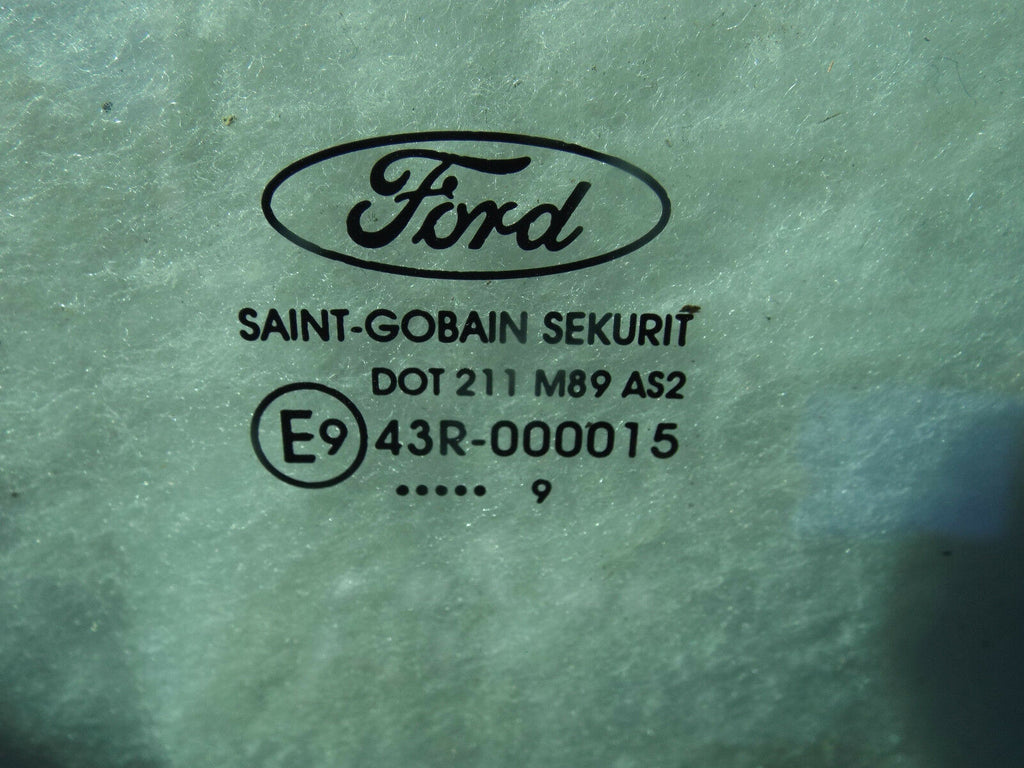 Ford
SAINT-GOBAIN SEKURIT
DOT 211 M89 AS2
E9 43R-000015
••••• 9